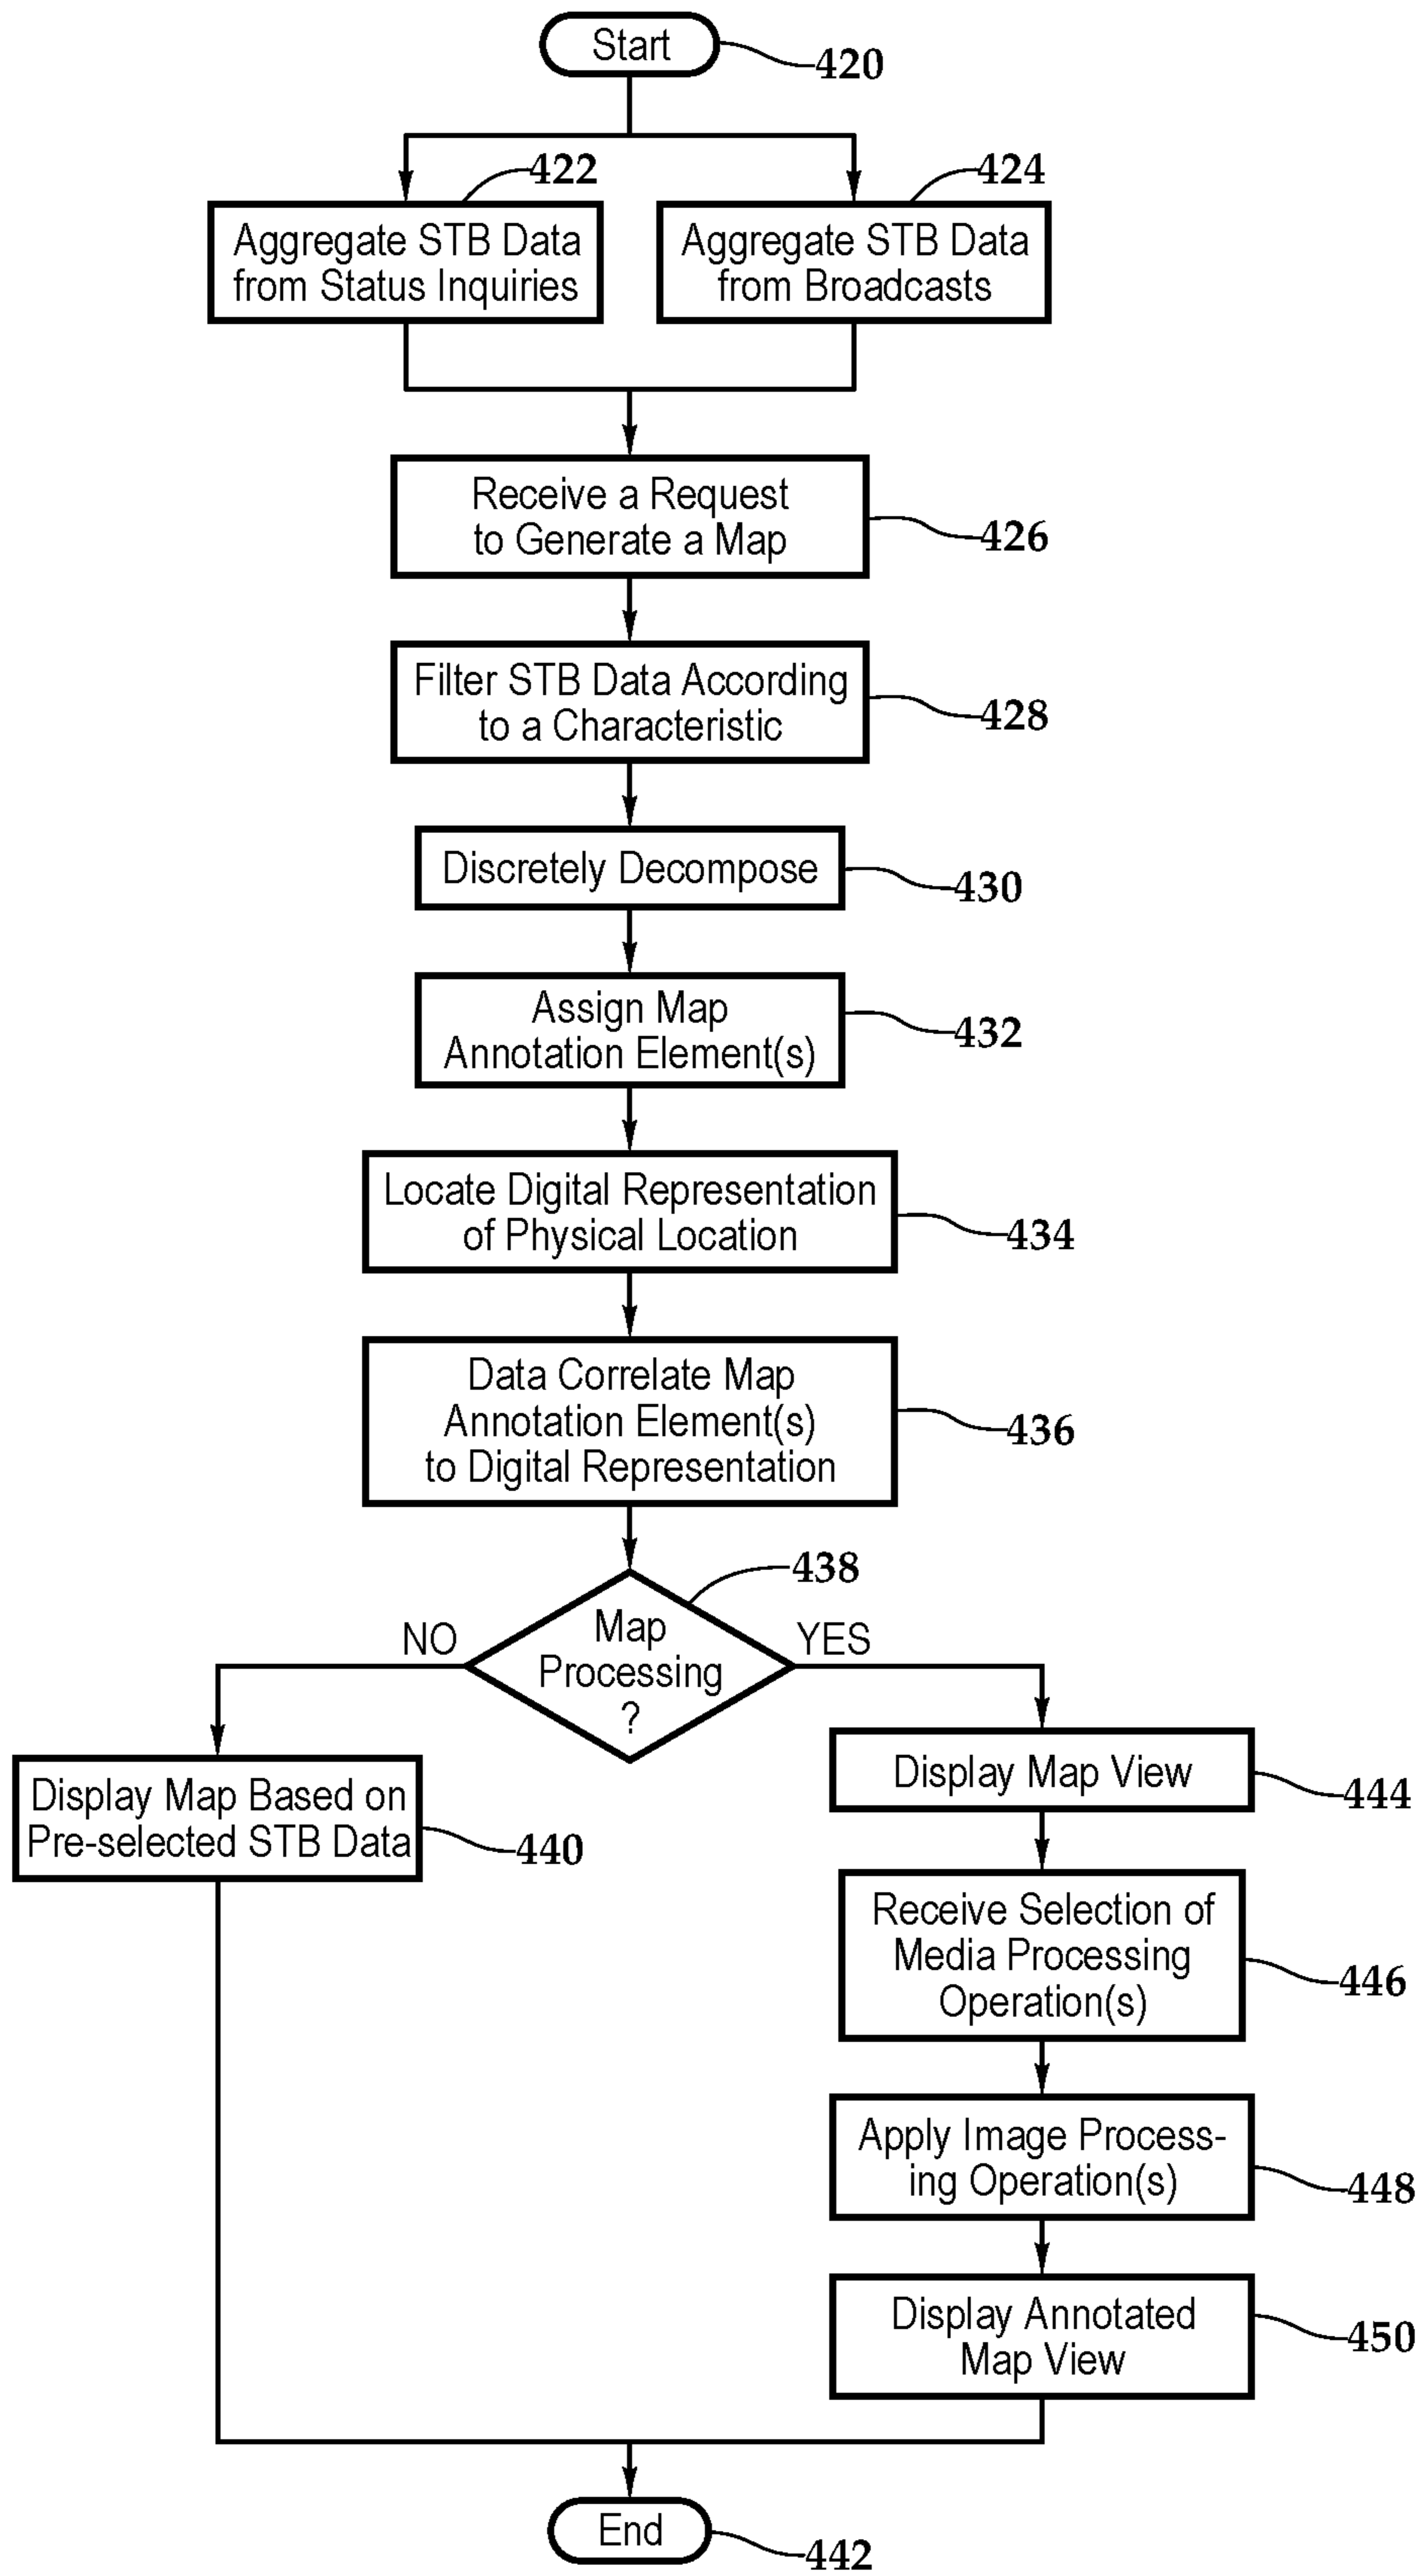 Start
420
422
424
Aggregate STB Data
from Status Inquiries
Aggregate STB Data
from Broadcasts
Receive a Request
to Generate a Map
426
Filter STB Data According
to a Characteristic
428
Discretely Decompose
430
Assign Map
Annotation Element(s)
432
Locate Digital Representation
of Physical Location
434
Data Correlate Map
Annotation Element(s)
to Digital Representation
436
438
Map
Processing
?
NO
YES
Display Map Based on
Pre-selected STB Data
440
Display Map View
444
Receive Selection of
Media Processing
Operation(s)
446
Apply Image Process-
ing Operation(s)
448
Display Annotated
Map View
450
End
442